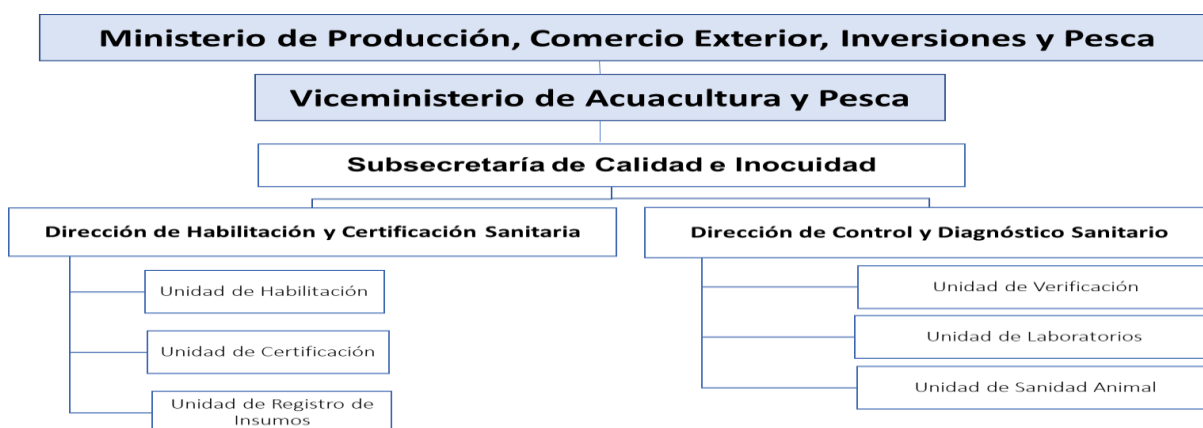 Ministerio de Producción, Comercio Exterior, Inversiones y Pesca
Viceministerio de Acuacultura y Pesca
Subsecretaría de Calidad e Inocuidad
Dirección de Habilitación y Certificación Sanitaria
Unidad de Habilitación
Unidad de Certificación
Unidad de Registro de
Insumos
Dirección de Control y Diagnóstico Sanitario
Unidad de Verificación
Unidad de Laboratorios
Unidad de Sanidad Animal